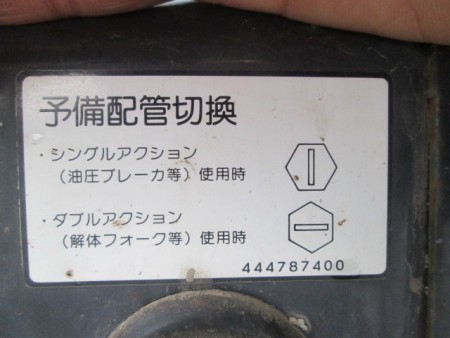 予備配管切換
・シングルアクション
（油圧ブレーカ等）使用時
・ダブルアクション
（解体フォーク等）使用時
444787400